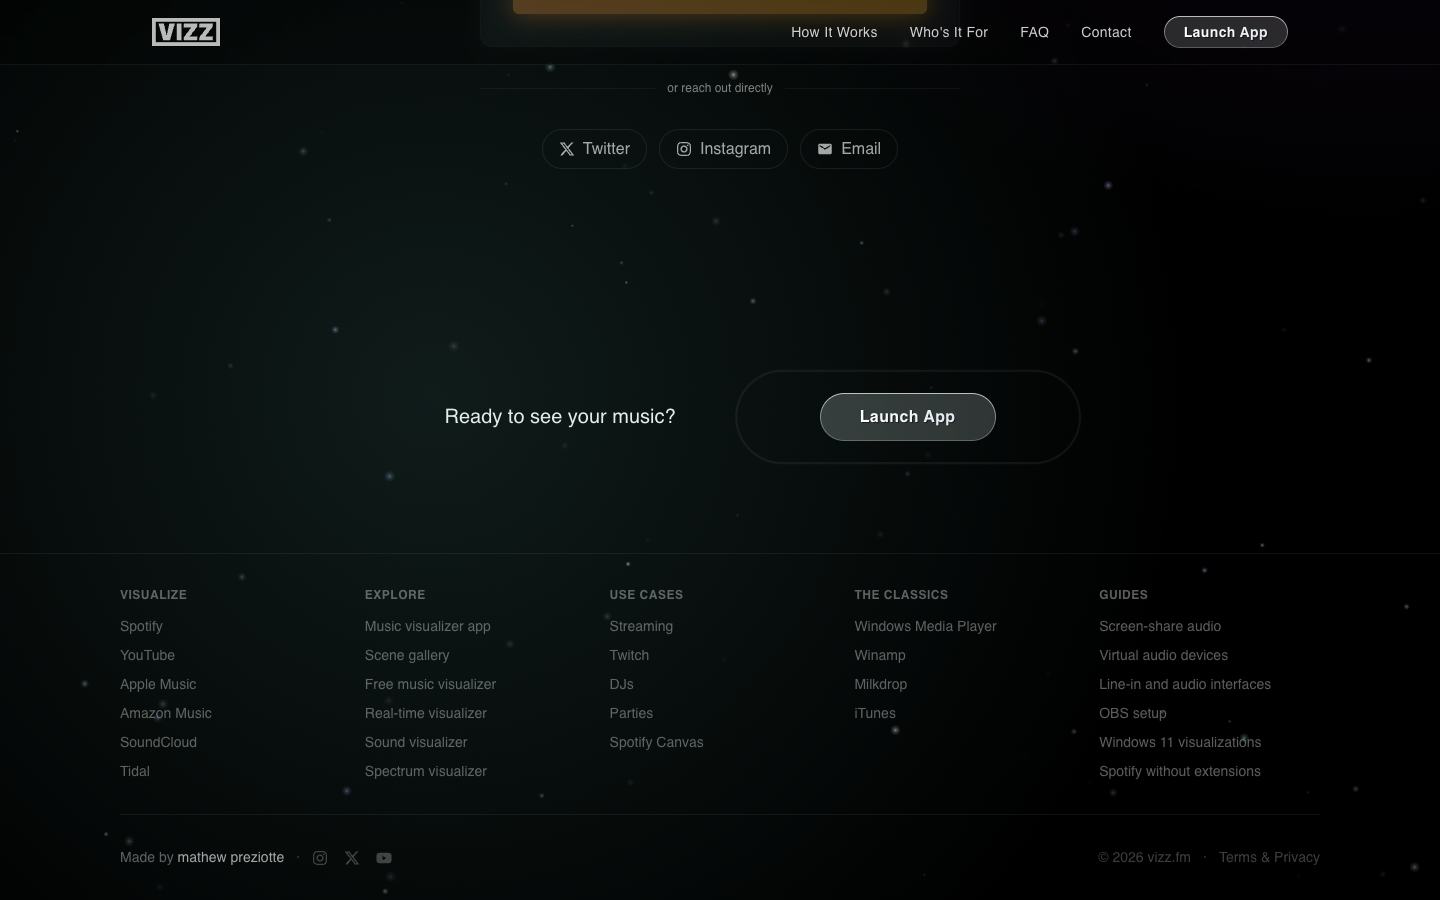 VIZZ
How It Works
Who's It For
FAQ
Contact
Launch App
or reach out directly
Twitter
Instagram
Email
Ready to see your music?
Launch App
VISUALIZE
Spotify
YouTube
Apple Music
Amazon Music
SoundCloud
Tidal
EXPLORE
Music visualizer app
Scene gallery
Free music visualizer
Real-time visualizer
Sound visualizer
Spectrum visualizer
USE CASES
Streaming
Twitch
DJs
Parties
Spotify Canvas
THE CLASSICS
Windows Media Player
Winamp
Milkdrop
iTunes
GUIDES
Screen-share audio
Virtual audio devices
Line-in and audio interfaces
OBS setup
Windows 11 visualizations
Spotify without extensions
Made by mathew preziotte ·
© 2026 vizz.fm · Terms & Privacy